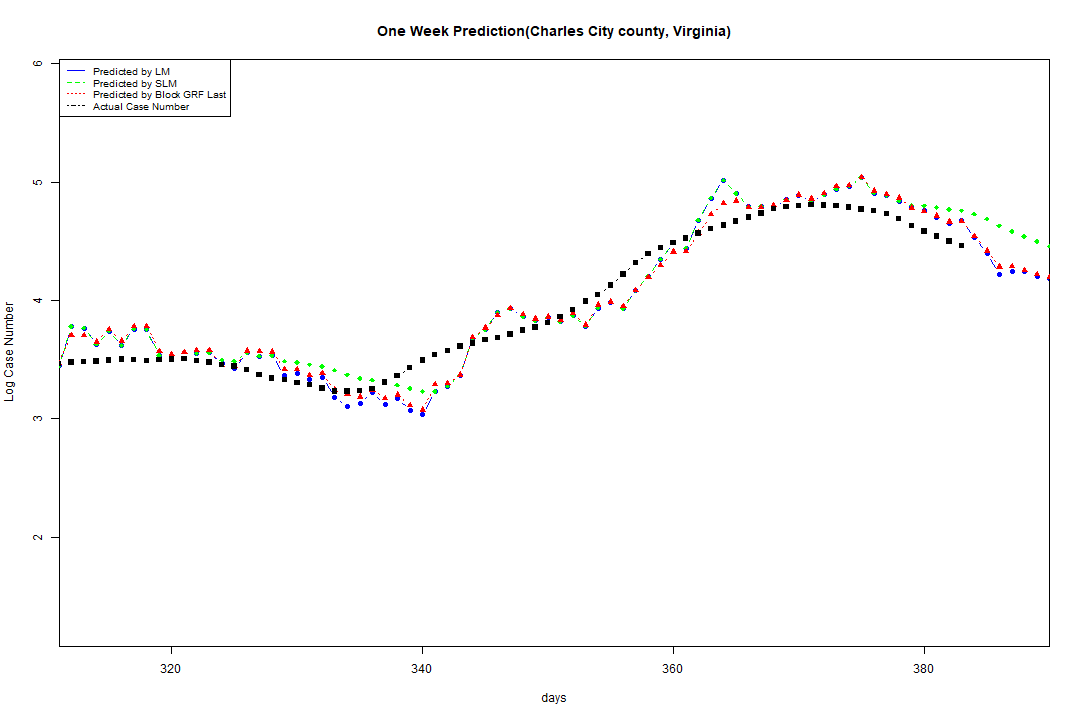 One Week Prediction(Charles City county, Virginia)
Predicted by LM
Predicted by SLM
Predicted by Block GRF Last
Actual Case Number
6
5
4
3
2
Log Case Number
320 340 360 380
days